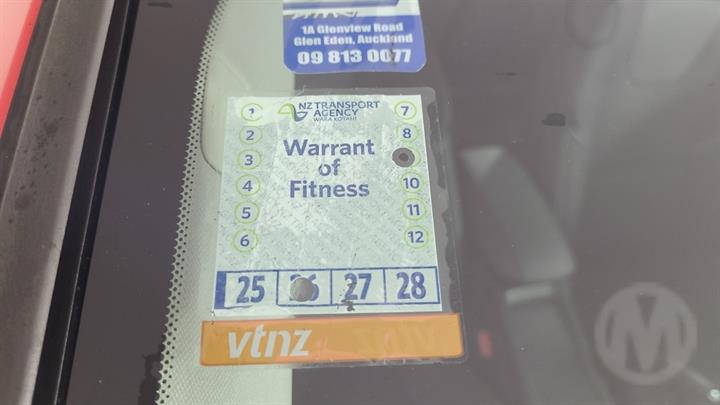 1A Glenview Road
Glen Eden, Auckland
09 813 0077
NZ TRANSPORT
AGENCY
WAKA KOTAHI
1
7
2
8
3
4
10
5
11
6
12
Warrant
of
Fitness
25
26
27
28
vtnz
M